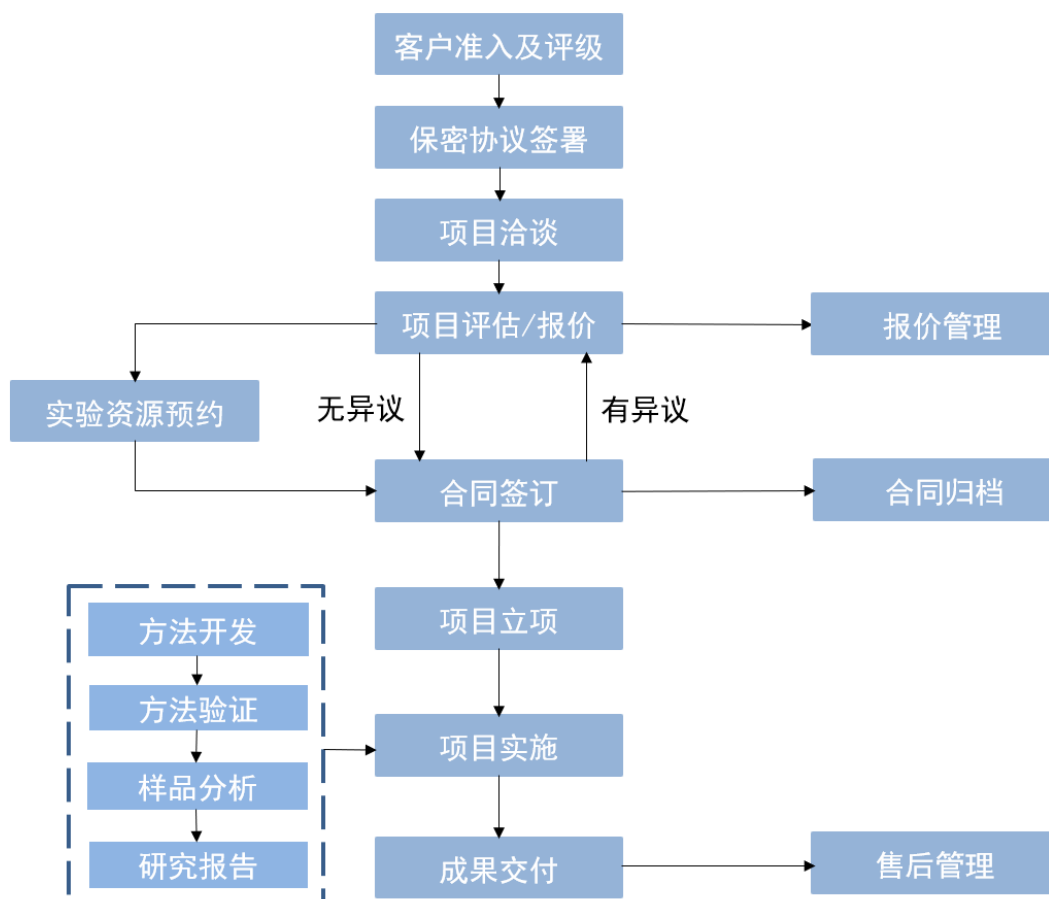 客户准入及评级
保密协议签署
项目洽谈
项目评估/报价
报价管理
实验资源预约
无异议
有异议
合同签订
合同归档
项目立项
方法开发
方法验证
样品分析
研究报告
项目实施
成果交付
售后管理